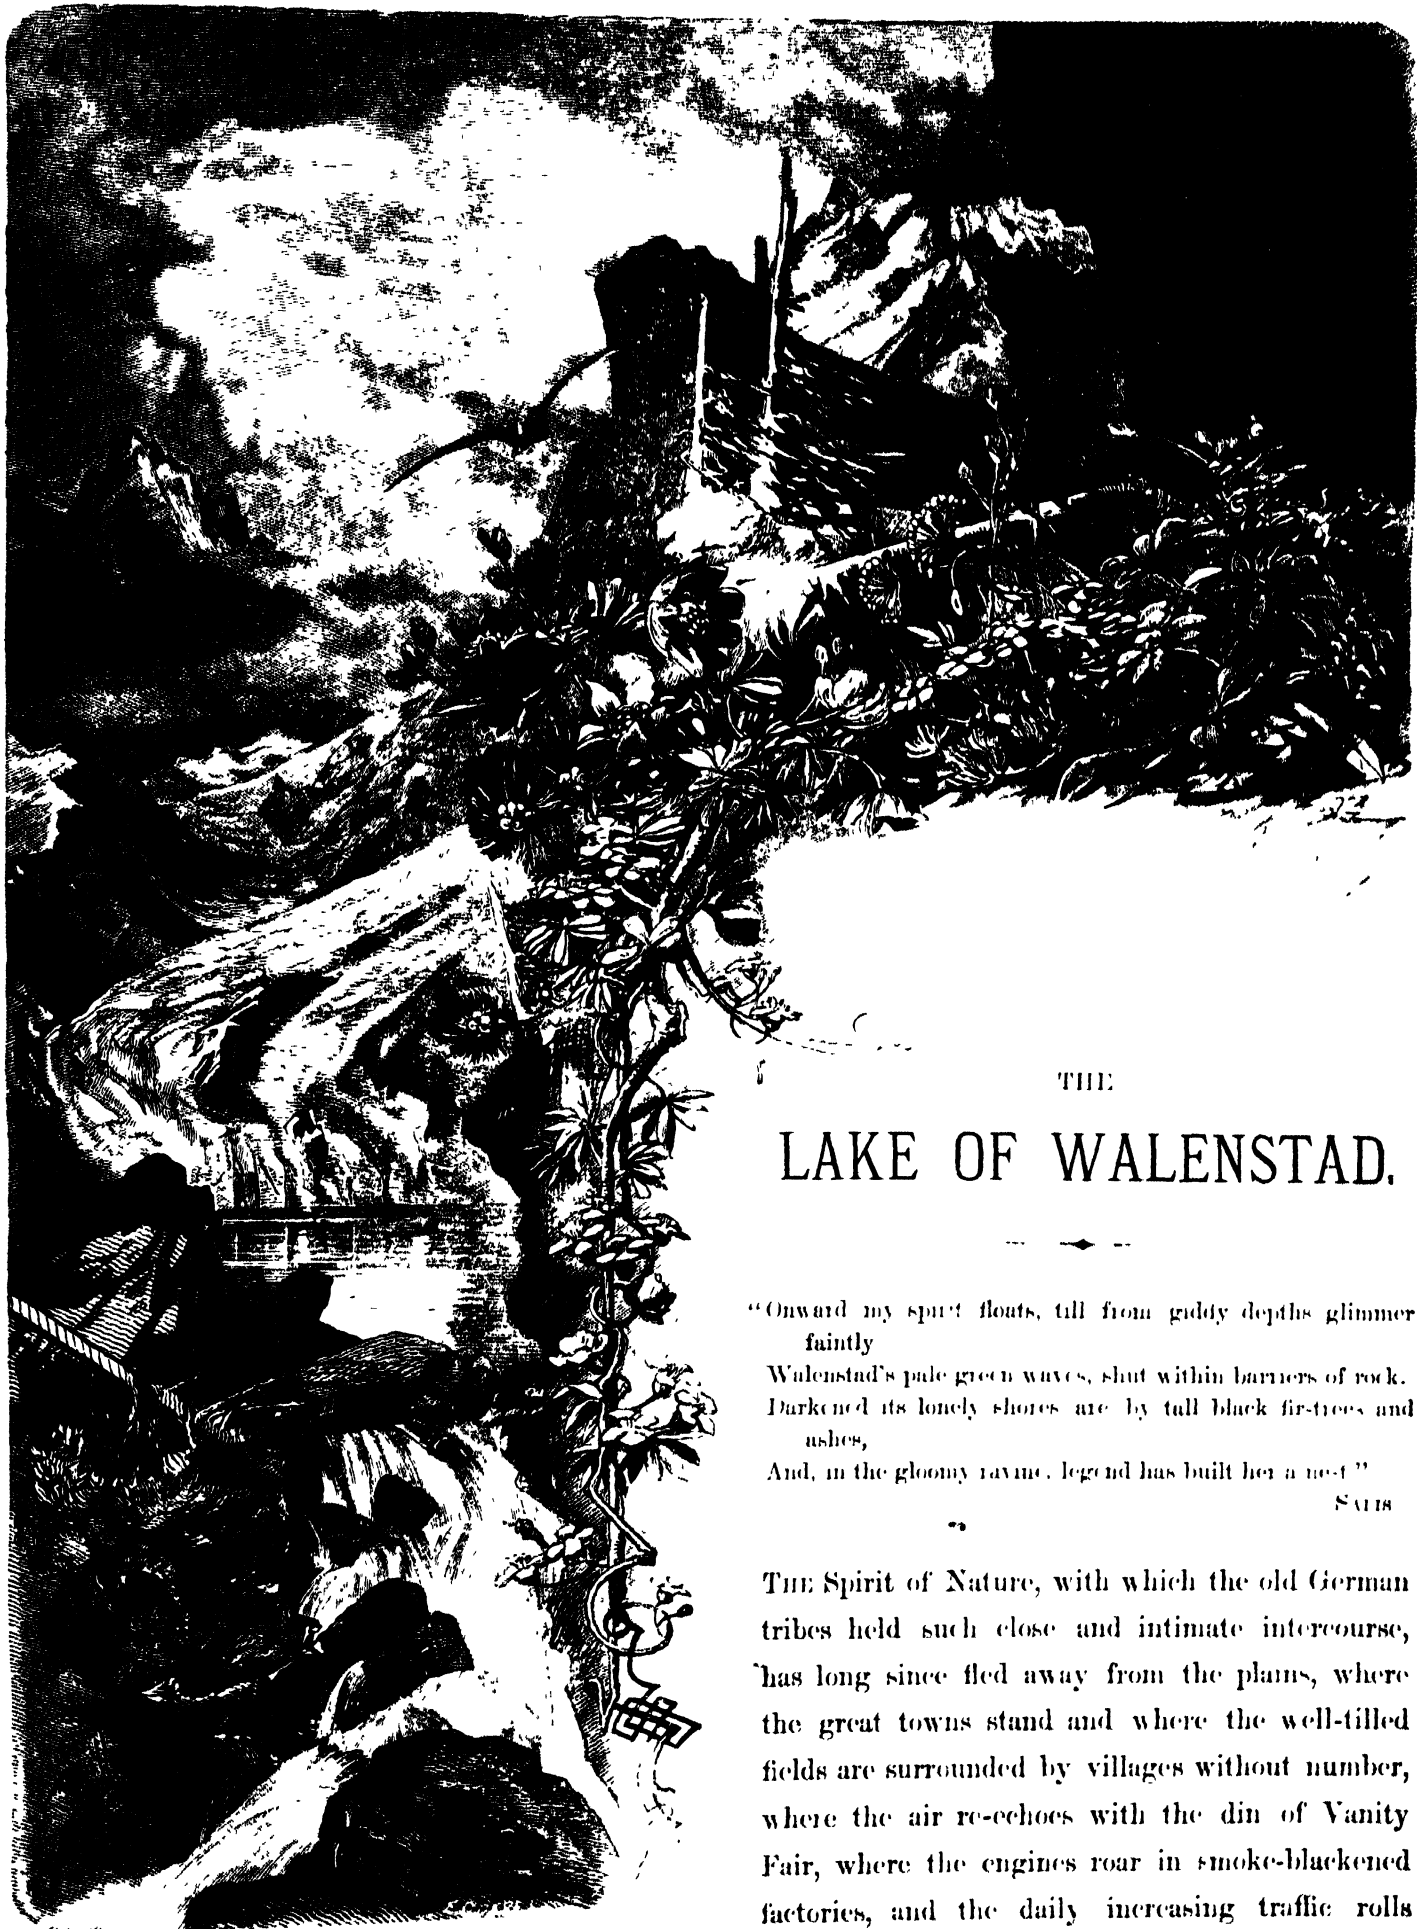 THE
LAKE OF WALENSTAD.
“Onward my spirit floats, till from giddy depths glimmer
faintly
Walenstad's pale green waves, shut within barriers of rock.
Darkened its lonely shores are by tall black fir-trees and
ashes,
And, in the gloomy ravine, legend has built her a nest”
SALIS
THE Spirit of Nature, with which the old German
tribes held such close and intimate intercourse,
has long since fled away from the plains, where
the great towns stand and where the well-tilled
fields are surrounded by villages without number,
where the air re-echoes with the din of Vanity
Fair, where the engines roar in smoke-blackened
factories, and the daily increasing traffic rolls